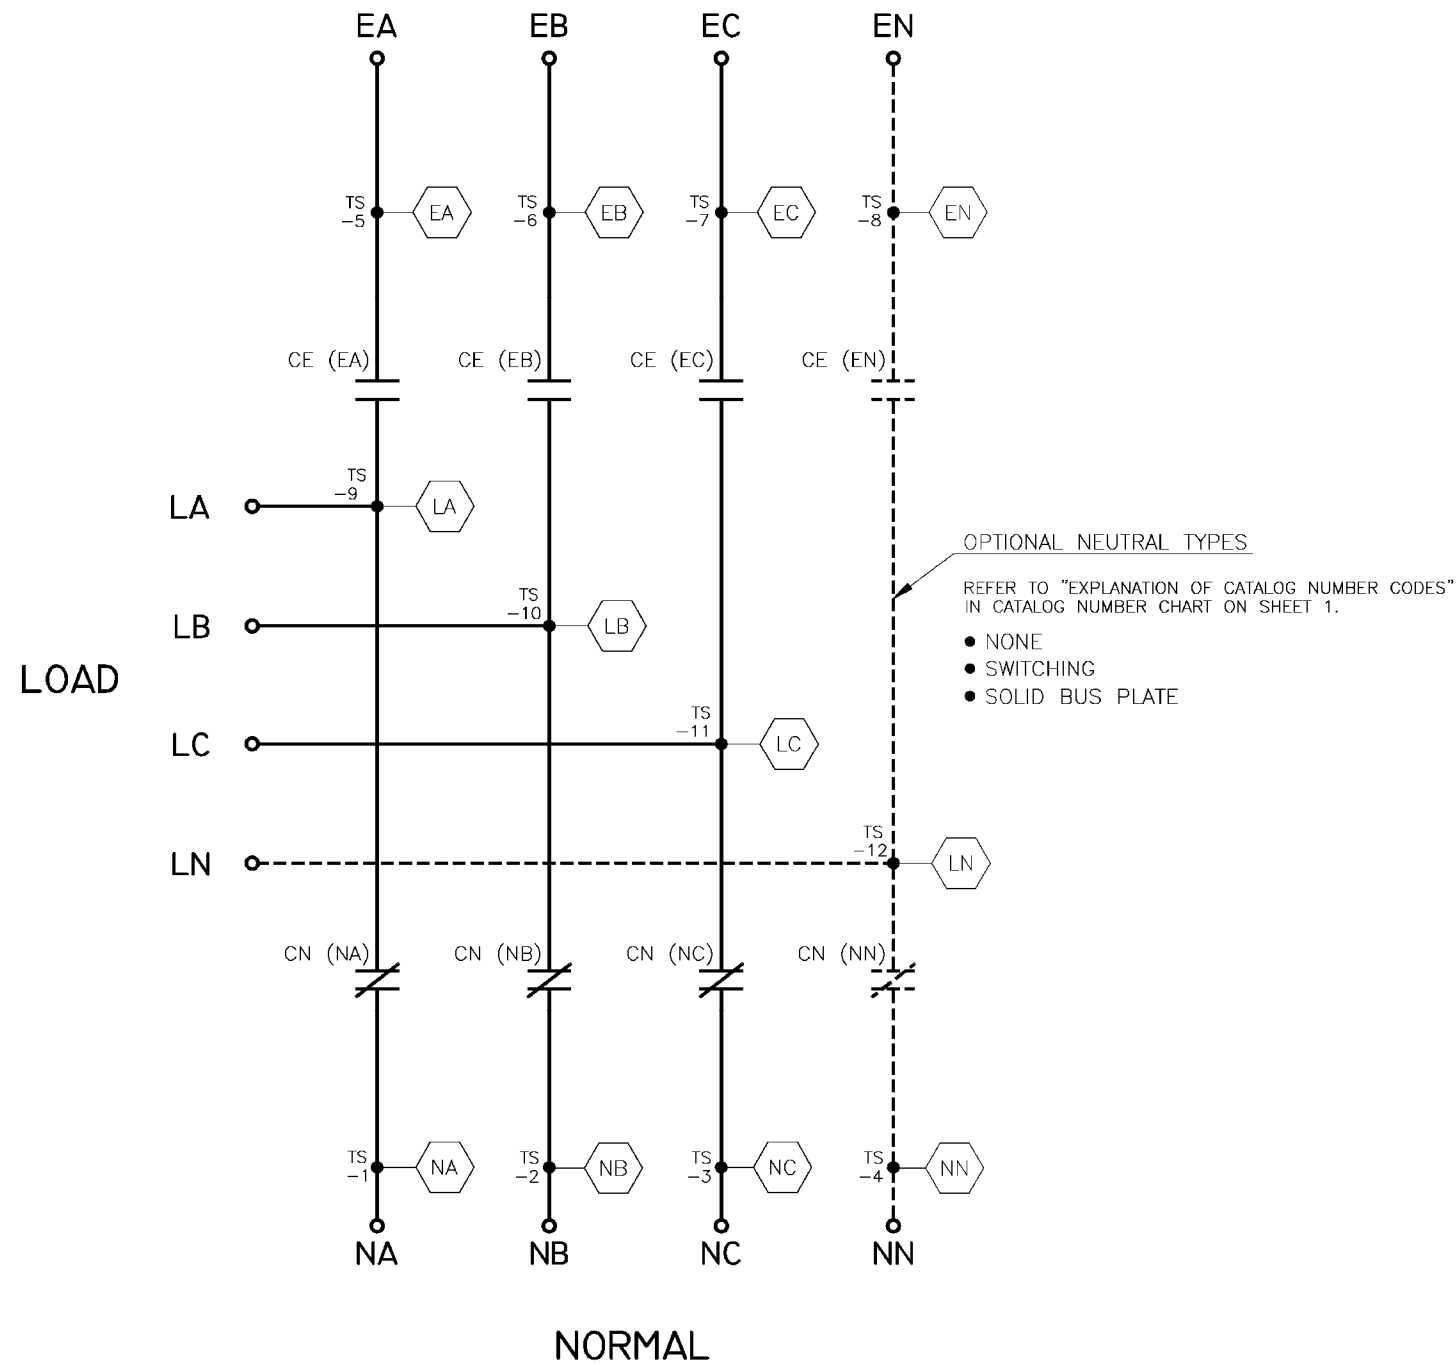 EA EB EC EN
TS
-5
EA
TS
-6
EB
TS
-7
EC
TS
-8
EN
CE (EA) CE (EB) CE (EC) CE (EN)
TS
-9
LA
LA
OPTIONAL NEUTRAL TYPES
REFER TO "EXPLANATION OF CATALOG NUMBER CODES"
IN CATALOG NUMBER CHART ON SHEET 1.
● NONE
● SWITCHING
● SOLID BUS PLATE
TS
-10
LB
LB
LOAD
TS
-11
LC
LC
TS
-12
LN
LN
CN (NA) CN (NB) CN (NC) CN (NN)
TS
-1
NA
TS
-2
NB
TS
-3
NC
TS
-4
NN
NA NB NC NN
NORMAL